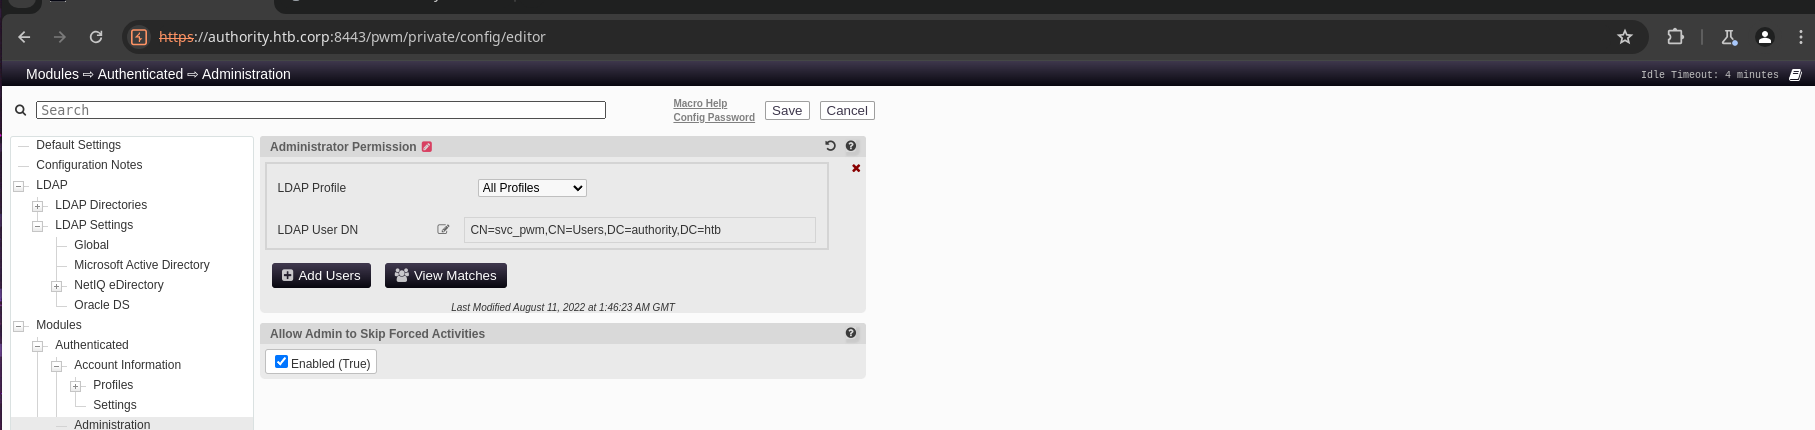 https://authority.htb.corp:8443/pwm/private/config/editor
Modules ⇨ Authenticated ⇨ Administration
Idle Timeout: 4 minutes
Search
Macro Help
Config Password
Save
Cancel
Default Settings
Configuration Notes
LDAP
LDAP Directories
LDAP Settings
Global
Microsoft Active Directory
NetIQ eDirectory
Oracle DS
Modules
Authenticated
Account Information
Profiles
Settings
Administration
Administrator Permission
LDAP Profile
All Profiles
LDAP User DN
CN=svc_pwm,CN=Users,DC=authority,DC=htb
Add Users
View Matches
Last Modified August 11, 2022 at 1:46:23 AM GMT
Allow Admin to Skip Forced Activities
Enabled (True)